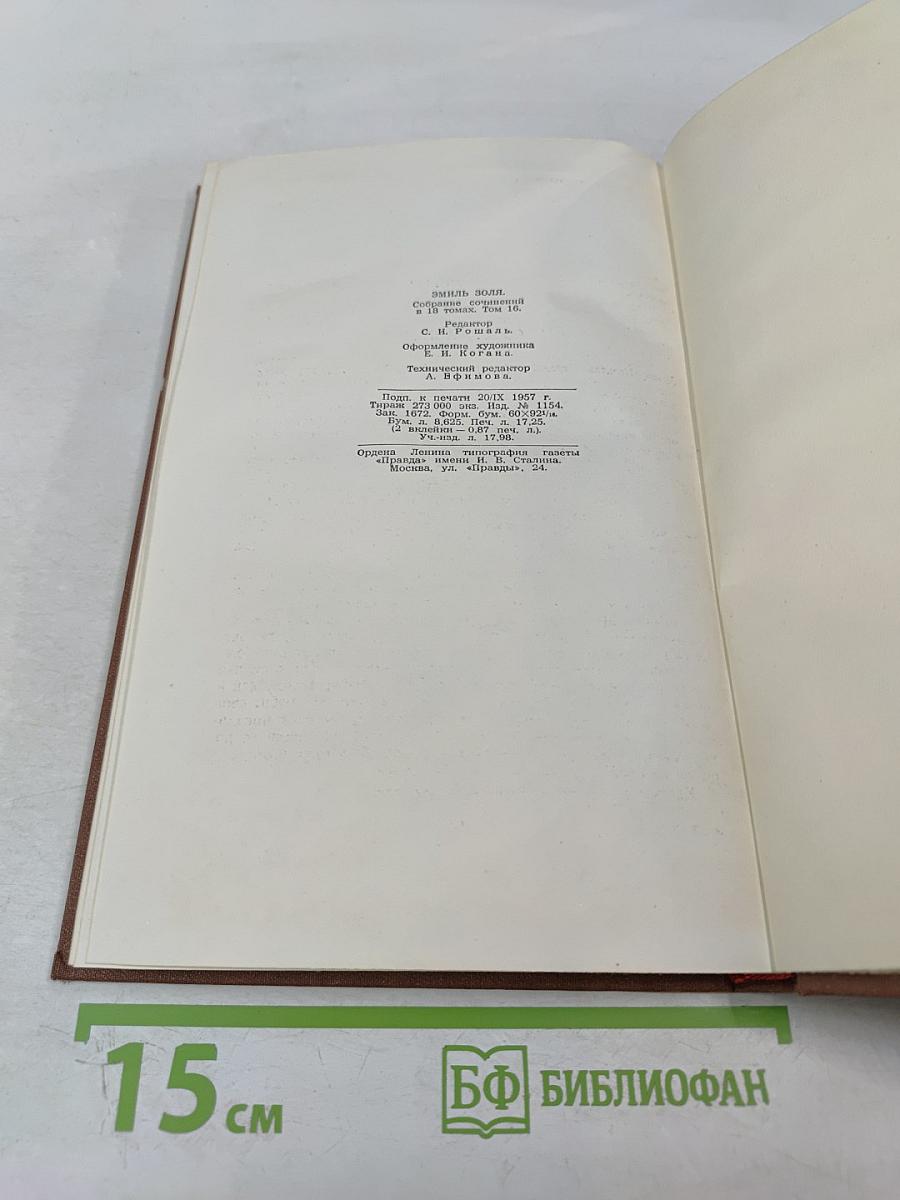 ЭМИЛЬ ЗОЛЯ.
Собрание сочинений
в 18 томах. Том 16.
Редактор
С. И. Рошаль.
Оформление художника
Е. И. Когана.
Технический редактор
А. Ефимова.
Подп. к печати 20/IX 1957 г.
Тираж 273 000 экз. Изд. № 1154.
Зак. 1672. Форм. бум. 60×92¹/₁₆.
Бум. л. 8,625. Печ. л. 17,25.
(2 вклейки — 0,87 печ. л.).
Уч.-изд. л. 17,98.
Ордена Ленина типография газеты
«Правда» имени И. В. Сталина.
Москва, ул. «Правды», 24.
15 см
БФ БИБЛИОФАН